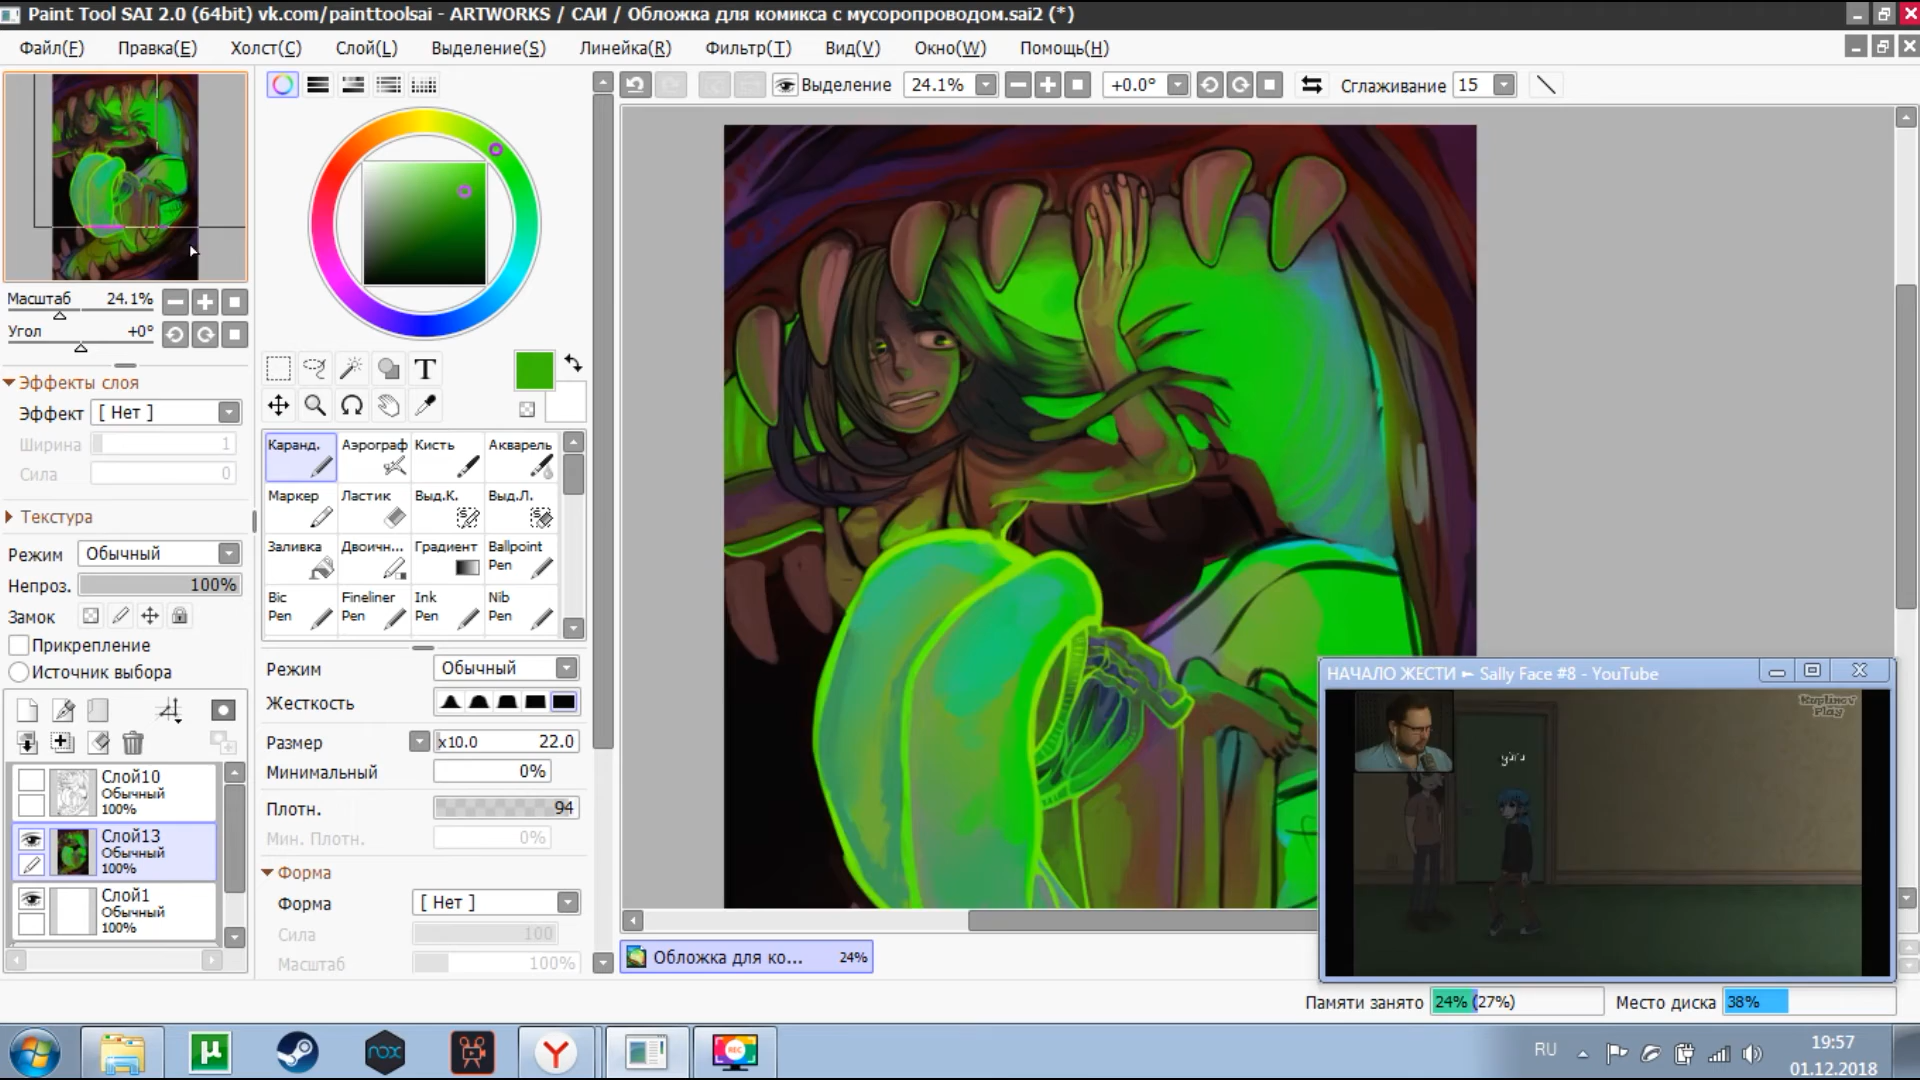 Paint Tool SAI 2.0 (64bit) vk.com/painttoolsai - ARTWORKS / САИ / Обложка для комикса с мусоропроводом.sai2 (*)
Файл(F) Правка(E) Холст(C) Слой(L) Выделение(S) Линейка(R) Фильтр(T) Вид(V) Окно(W) Помощь(H)
Выделение 24.1% +0.0° Сглаживание 15
Масштаб 24.1%
Угол +0°
Эффекты слоя
Эффект [ Нет ]
Ширина 1
Сила 0
Текстура
Режим Обычный
Непроз. 100%
Замок
Прикрепление
Источник выбора
Слой10
Обычный
100%
Слой13
Обычный
100%
Слой1
Обычный
100%
T
Каранд. Аэрограф Кисть Акварель
Маркер Ластик Выд.К. Выд.Л.
Заливка Двоичн... Градиент Ballpoint Pen
Bic Pen Fineliner Pen Ink Pen Nib Pen
Режим Обычный
Жесткость
Размер x10.0 22.0
Минимальный 0%
Плотн. 94
Мин. Плотн. 0%
Форма
Форма [ Нет ]
Сила 100
Масштаб 100%
Обложка для ко... 24%
НАЧАЛО ЖЕСТИ ► Sally Face #8 - YouTube
Kuplinov
Play
Памяти занято 24% (27%) Место диска 38%
µ
nox
Y
REC
RU
19:57
01.12.2018